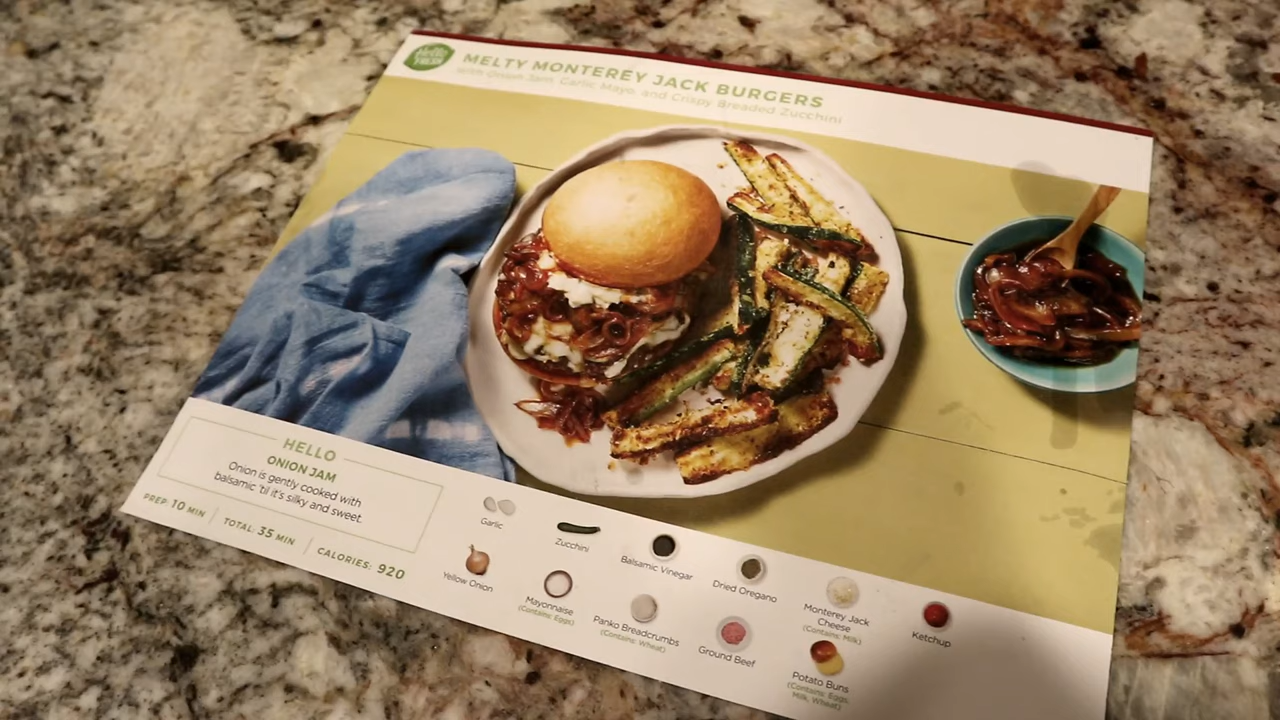 Hello
FRESH
MELTY MONTEREY JACK BURGERS
With Onion Jam, Garlic Mayo, and Crispy Breaded Zucchini
HELLO
ONION JAM
Onion is gently cooked with
balsamic 'til it's silky and sweet.
PREP: 10 MIN
TOTAL: 35 MIN
CALORIES: 920
Garlic
Zucchini
Balsamic Vinegar
Dried Oregano
Monterey Jack
Cheese
(Contains: Milk)
Ketchup
Yellow Onion
Mayonnaise
(Contains: Eggs)
Panko Breadcrumbs
(Contains: Wheat)
Ground Beef
Potato Buns
(Contains: Eggs,
Milk, Wheat)